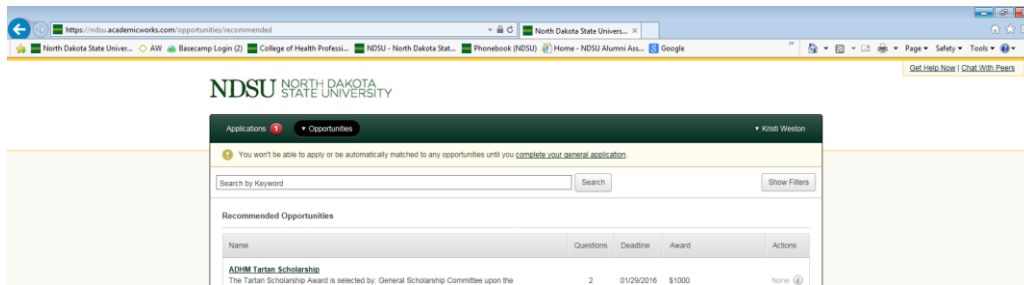 https://ndsu.academicworks.com/opportunities/recommended
North Dakota State Univers...
North Dakota State Univer... AW Basecamp Login (2) College of Health Professi... NDSU - North Dakota Stat... Phonebook (NDSU) Home - NDSU Alumni Ass... Google
Page Safety Tools
Get Help Now | Chat With Peers
NDSU NORTH DAKOTA
STATE UNIVERSITY
Applications 1 Opportunities Kristi Weston
You won't be able to apply or be automatically matched to any opportunities until you complete your general application.
Search by Keyword Search Show Filters
Recommended Opportunities
Name Questions Deadline Award Actions
ADHM Tartan Scholarship
The Tartan Scholarship Award is selected by: General Scholarship Committee upon the 2 01/29/2016 $1000 None